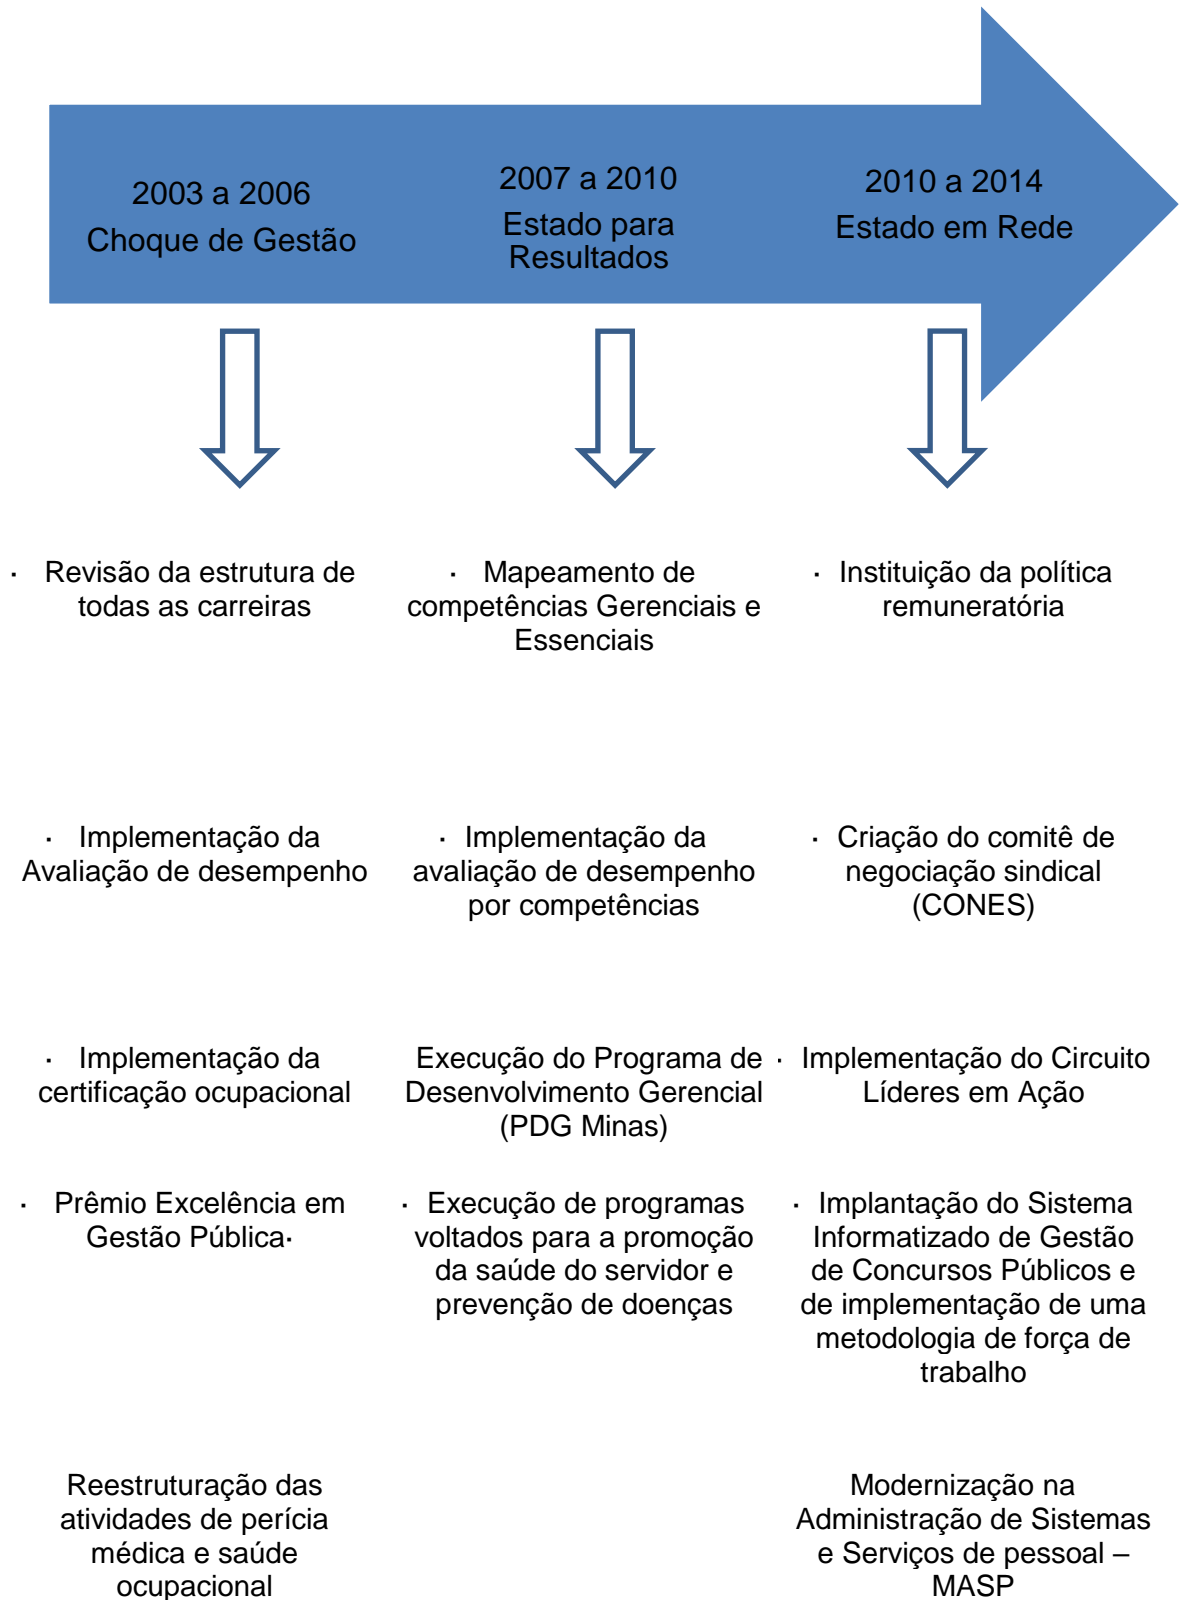 2003 a 2006
Choque de Gestão
2007 a 2010
Estado para
Resultados
2010 a 2014
Estado em Rede
· Revisão da estrutura de
todas as carreiras
· Mapeamento de
competências Gerenciais e
Essenciais
· Instituição da política
remuneratória
· Implementação da
Avaliação de desempenho
· Implementação da
avaliação de desempenho
por competências
· Criação do comitê de
negociação sindical
(CONES)
· Implementação da
certificação ocupacional
Execução do Programa de
Desenvolvimento Gerencial
(PDG Minas)
· Implementação do Circuito
Líderes em Ação
· Prêmio Excelência em
Gestão Pública·
· Execução de programas
voltados para a promoção
da saúde do servidor e
prevenção de doenças
· Implantação do Sistema
Informatizado de Gestão
de Concursos Públicos e
de implementação de uma
metodologia de força de
trabalho
Reestruturação das
atividades de perícia
médica e saúde
ocupacional
Modernização na
Administração de Sistemas
e Serviços de pessoal –
MASP